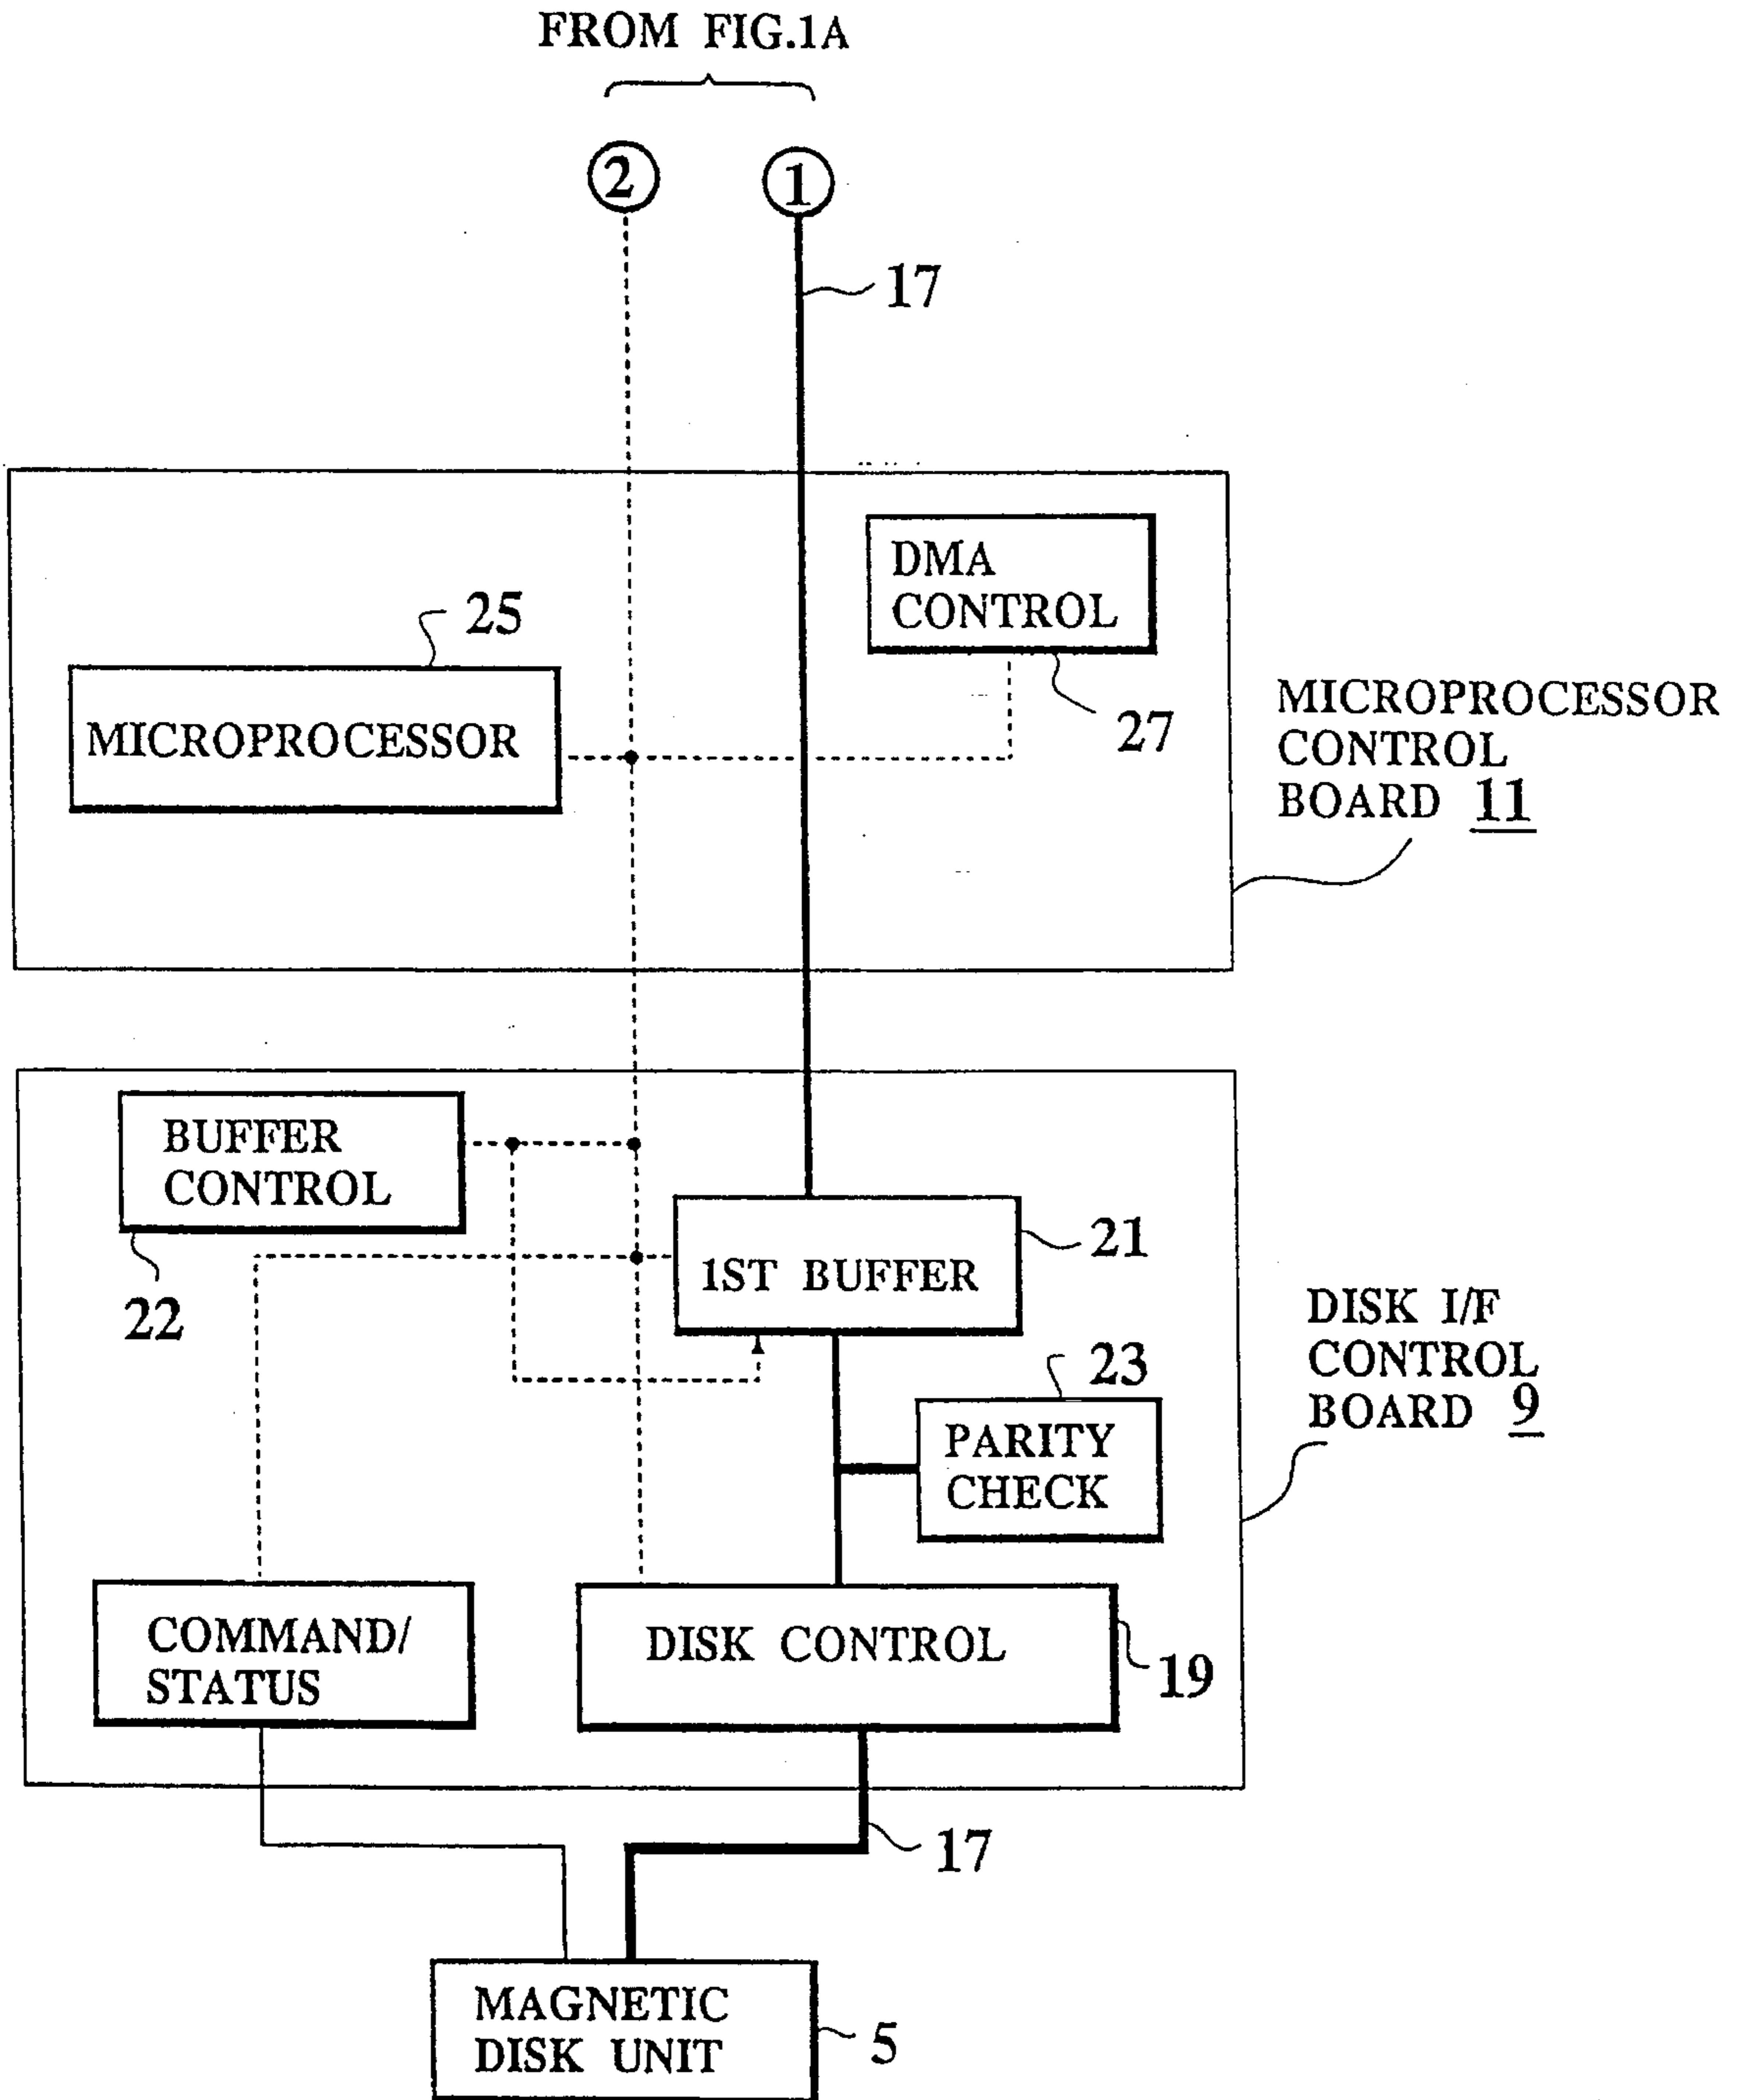 FROM FIG.1A
2
1
17
DMA
CONTROL
25
MICROPROCESSOR
27
MICROPROCESSOR
CONTROL
BOARD 11
BUFFER
CONTROL
22
1ST BUFFER
21
23
PARITY
CHECK
DISK I/F
CONTROL
BOARD 9
COMMAND/
STATUS
DISK CONTROL
19
17
MAGNETIC
DISK UNIT
5